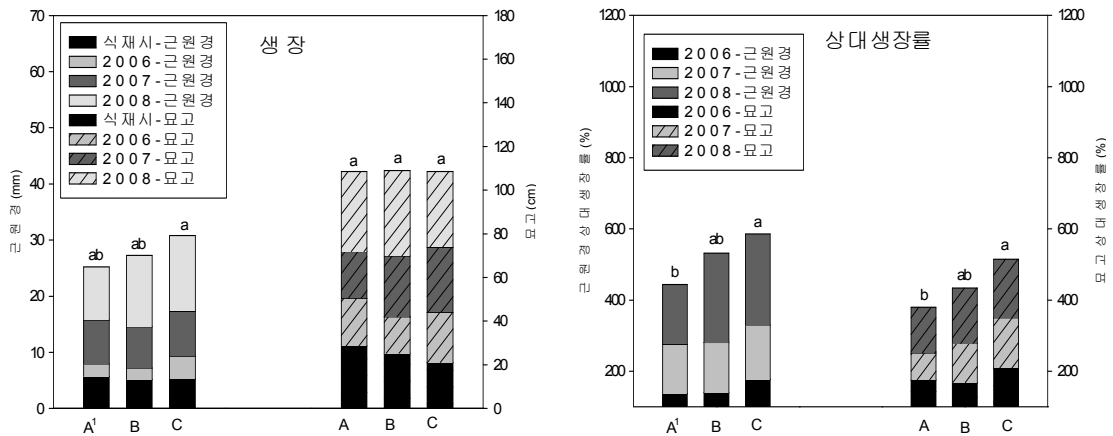 생 장
식재시-근원경
2006-근원경
2007-근원경
2008-근원경
식재시-묘고
2006-묘고
2007-묘고
2008-묘고
70
60
50
40
30
20
10
0
근 원 경 (mm)
180
160
140
120
100
80
60
40
20
0
묘고 (cm)
ab
ab
a
a
a
a
A¹
B
C
A
B
C
상대생장률
2006-근원경
2007-근원경
2008-근원경
2006-묘고
2007-묘고
2008-묘고
1200
1000
800
600
400
200
근 원 경 상 대 생 장 률 (%)
1200
1000
800
600
400
200
묘 고 상 대 생 장 률 (%)
b
ab
a
b
ab
a
A¹
B
C
A
B
C